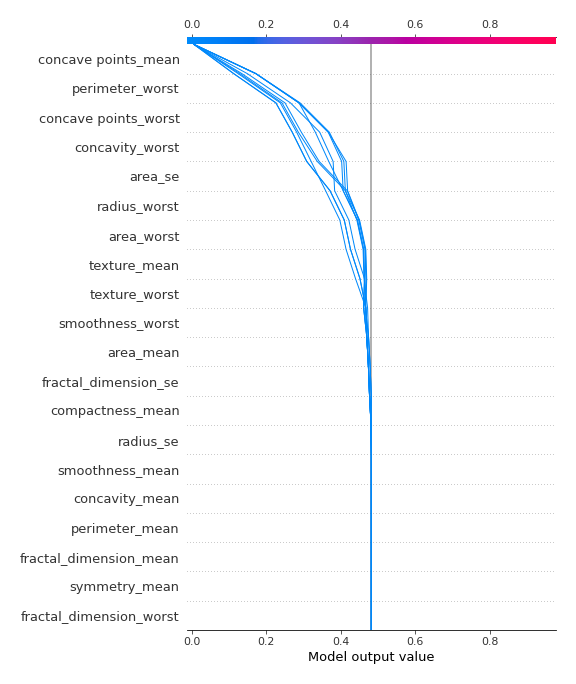 0.0 0.2 0.4 0.6 0.8
concave points_mean
perimeter_worst
concave points_worst
concavity_worst
area_se
radius_worst
area_worst
texture_mean
texture_worst
smoothness_worst
area_mean
fractal_dimension_se
compactness_mean
radius_se
smoothness_mean
concavity_mean
perimeter_mean
fractal_dimension_mean
symmetry_mean
fractal_dimension_worst
0.0 0.2 0.4 0.6 0.8
Model output value